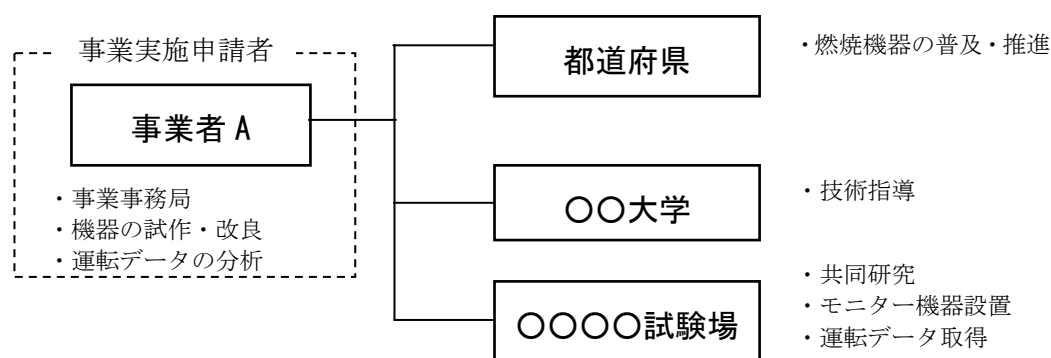 事業実施申請者
事業者 A
・事業事務局
・機器の試作・改良
・運転データの分析
都道府県
・燃焼機器の普及・推進
〇〇大学
・技術指導
〇〇〇〇試験場
・共同研究
・モニター機器設置
・運転データ取得